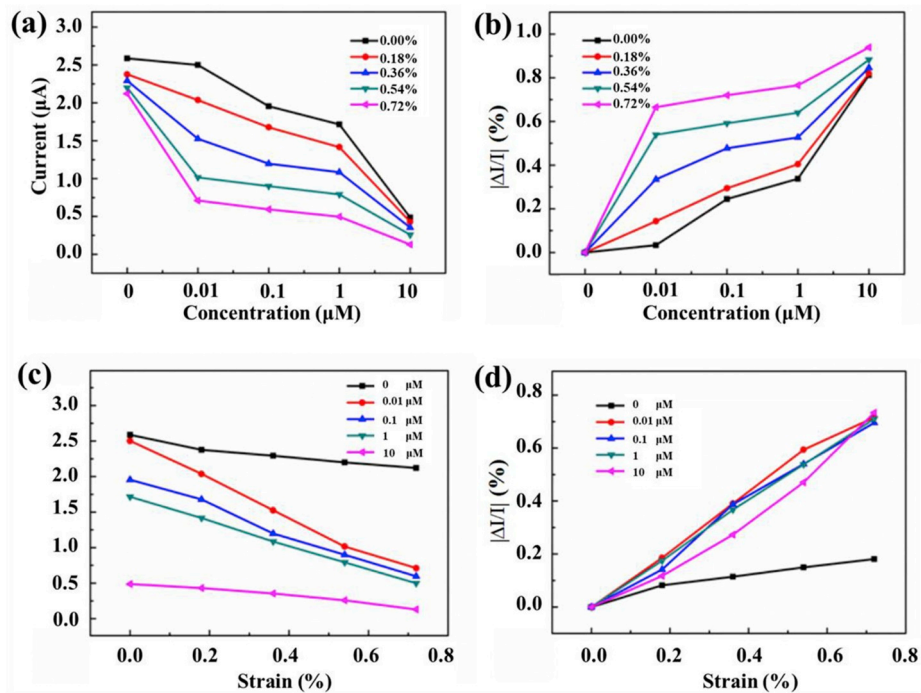 (a)
3.0
2.5
2.0
1.5
1.0
0.5
0.0
Current (μA)
0.00%
0.18%
0.36%
0.54%
0.72%
0 0.01 0.1 1 10
Concentration (μM)
(b)
1.0
0.8
0.6
0.4
0.2
0.0
|ΔI/I| (%)
0.00%
0.18%
0.36%
0.54%
0.72%
0 0.01 0.1 1 10
Concentration (μM)
(c)
3.0
2.5
2.0
1.5
1.0
0.5
0.0
Current (μA)
0 μM
0.01 μM
0.1 μM
1 μM
10 μM
0.0 0.2 0.4 0.6 0.8
Strain (%)
(d)
0.8
0.6
0.4
0.2
0.0
|ΔI/I| (%)
0 μM
0.01 μM
0.1 μM
1 μM
10 μM
0.0 0.2 0.4 0.6 0.8
Strain (%)